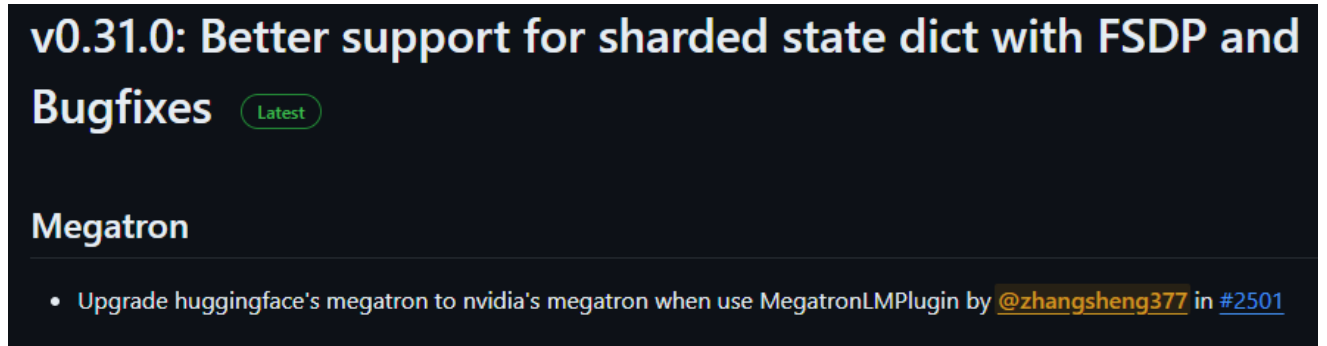 v0.31.0: Better support for sharded state dict with FSDP and
Bugfixes Latest
Megatron
• Upgrade huggingface's megatron to nvidia's megatron when use MegatronLMPlugin by @zhangsheng377 in #2501